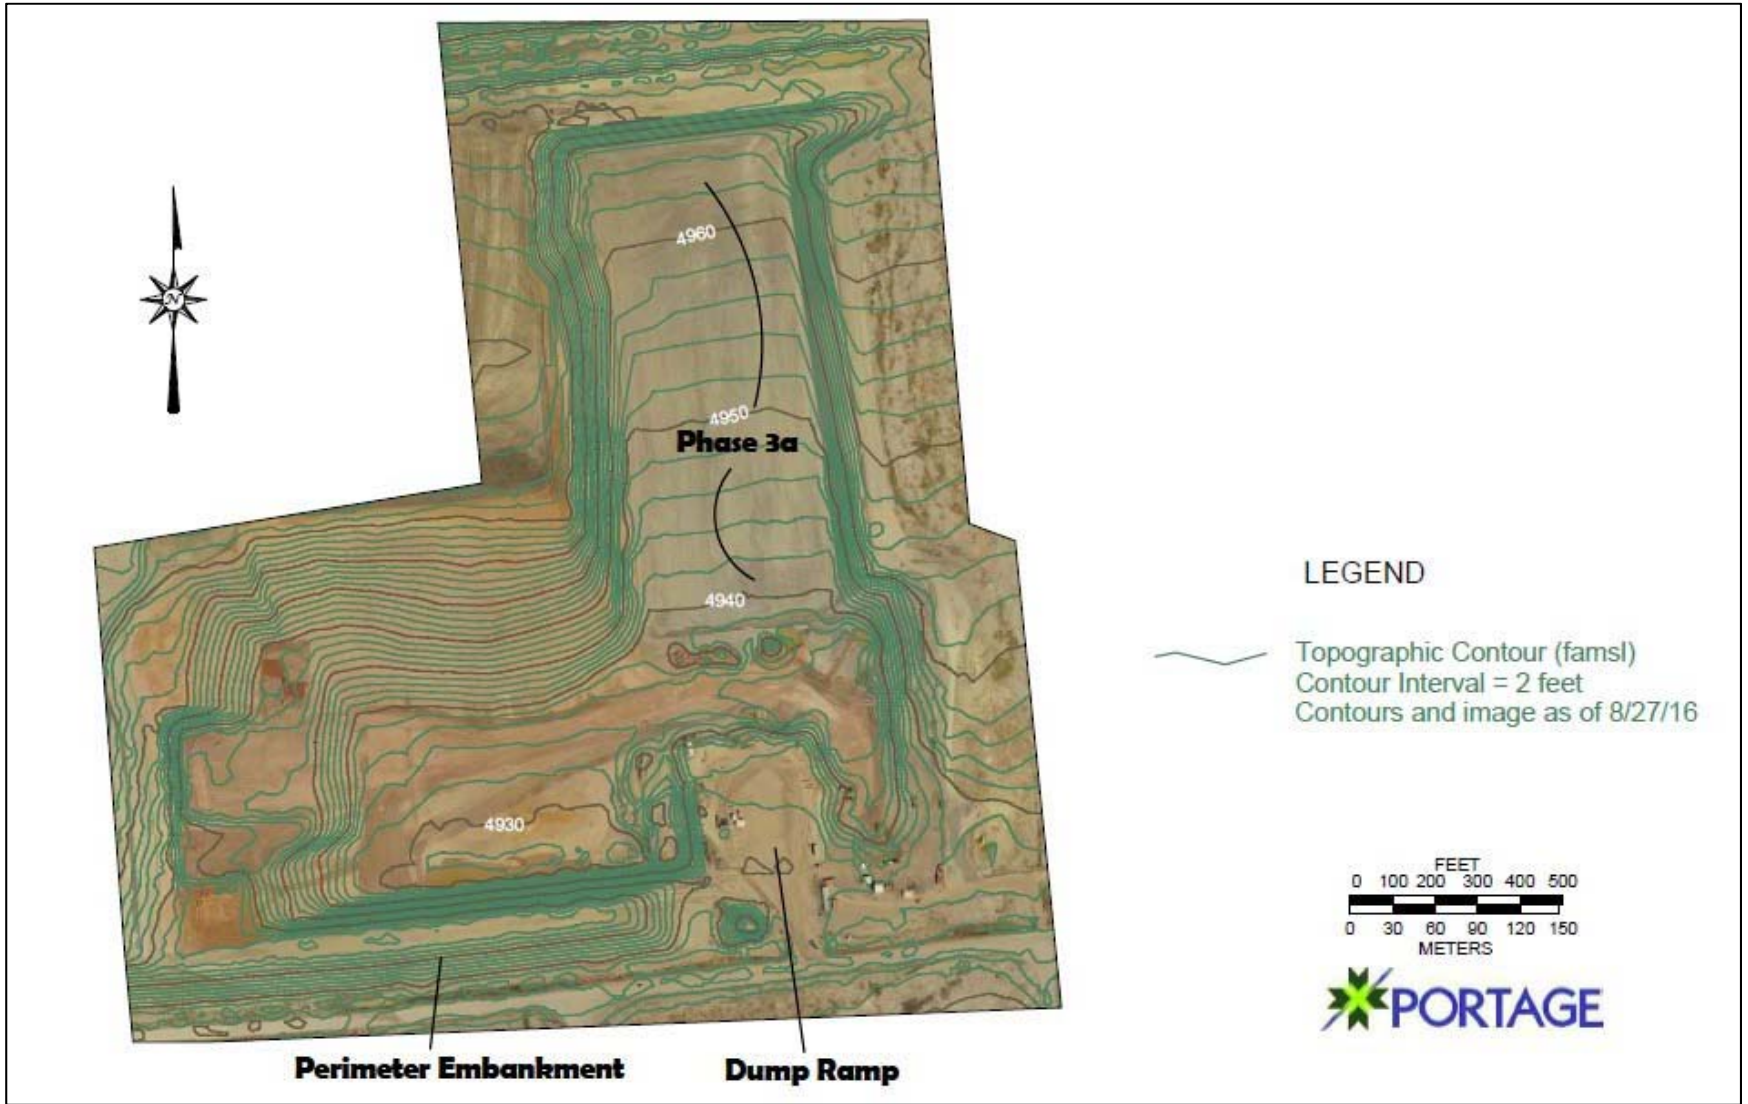 N
4960
4950
Phase 3a
4940
4930
Perimeter Embankment
Dump Ramp
LEGEND
Topographic Contour (famsl)
Contour Interval = 2 feet
Contours and image as of 8/27/16
FEET
0 100 200 300 400 500
0 30 60 90 120 150
METERS
PORTAGE